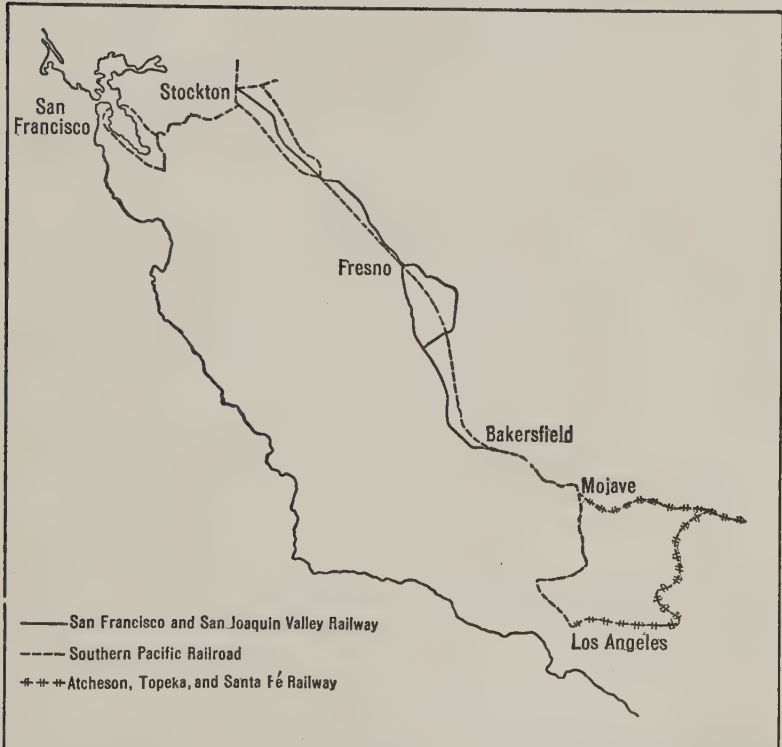 Stockton
San
Francisco
Fresno
Bakersfield
Mojave
Los Angeles
San Francisco and San Joaquin Valley Railway
Southern Pacific Railroad
Atcheson, Topeka, and Santa Fé Railway